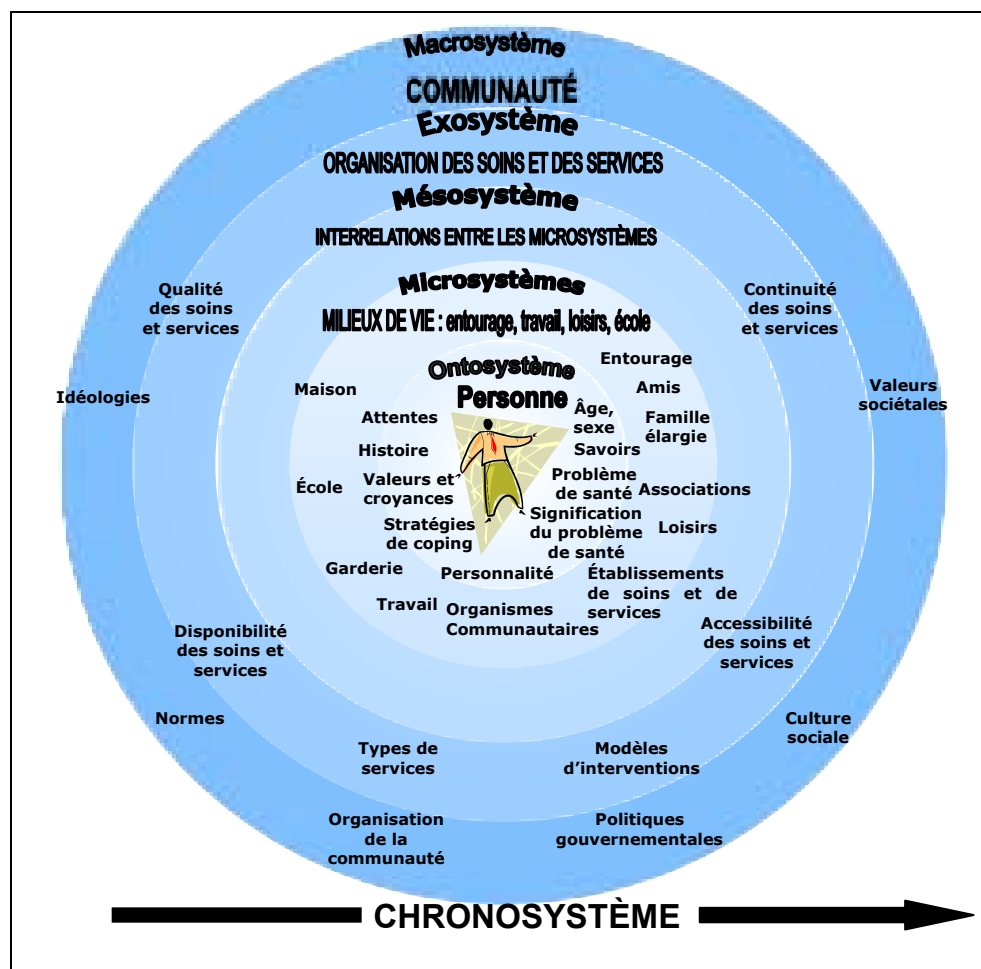 Macrosystème
COMMUNAUTÉ
Exosystème
ORGANISATION DES SOINS ET DES SERVICES
Mésosystème
INTERRELATIONS ENTRE LES MICROSYSTÈMES
Microsystèmes
MILIEUX DE VIE : entourage, travail, loisirs, école
Ontosystème
Personne
Qualité
des soins
et services
Continuité
des soins
et services
Idéologies
Valeurs
sociétales
Maison
Entourage
Amis
Famille
élargie
Attentes
Âge,
sexe
Histoire
Savoirs
École
Valeurs et
croyances
Problème
de santé
Associations
Stratégies
de coping
Signification
du problème
de santé
Loisirs
Garderie
Personnalité
Établissements
de soins et de
services
Travail
Organismes
Communautaires
Disponibilité
des soins et
services
Accessibilité
des soins et
services
Normes
Culture
sociale
Types de
services
Modèles
d’interventions
Organisation
de la
communauté
Politiques
gouvernementales
CHRONOSYSTÈME